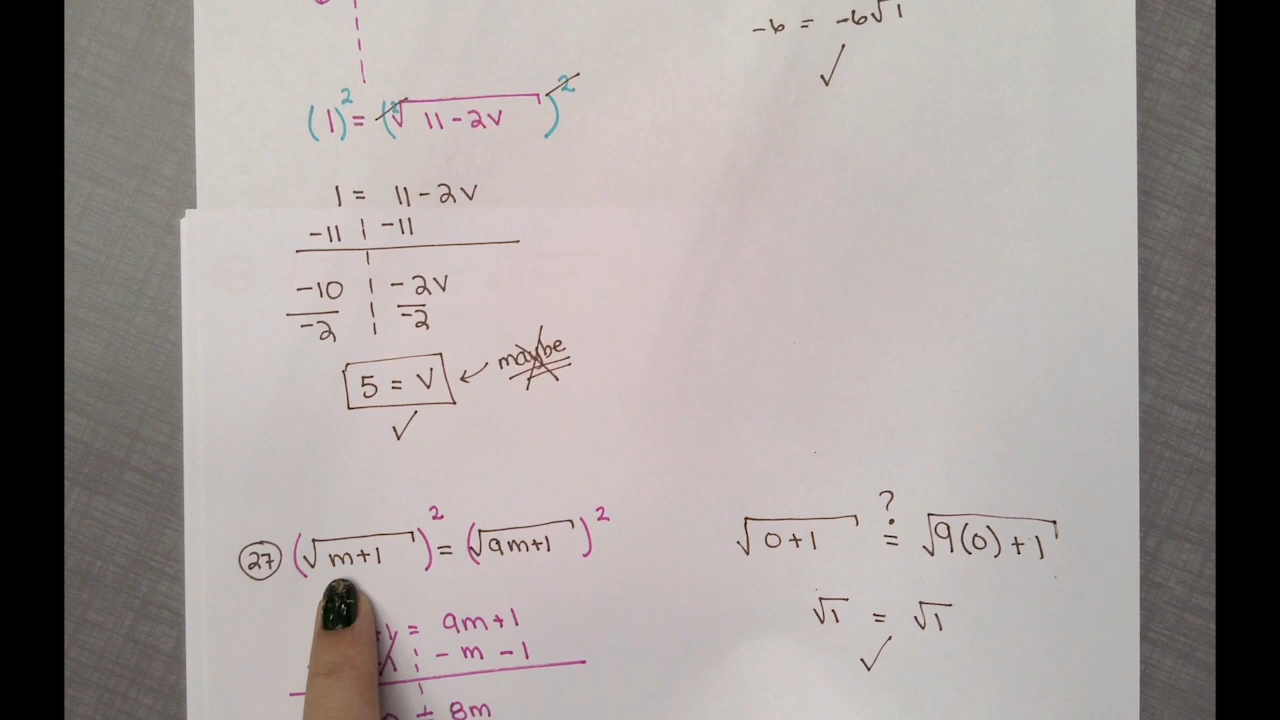 -6 = -6√1
✓
(1)² = (²√11-2v)²
1 = 11-2v
-11 | -11
-10 | -2v
-2 | -2
5 = v ← maybe
✓
27 (√m+1)² = (√9m+1)²
= 9m+1
- m - 1
8m
√0+1 ?= √9(0)+1
√1 = √1
✓